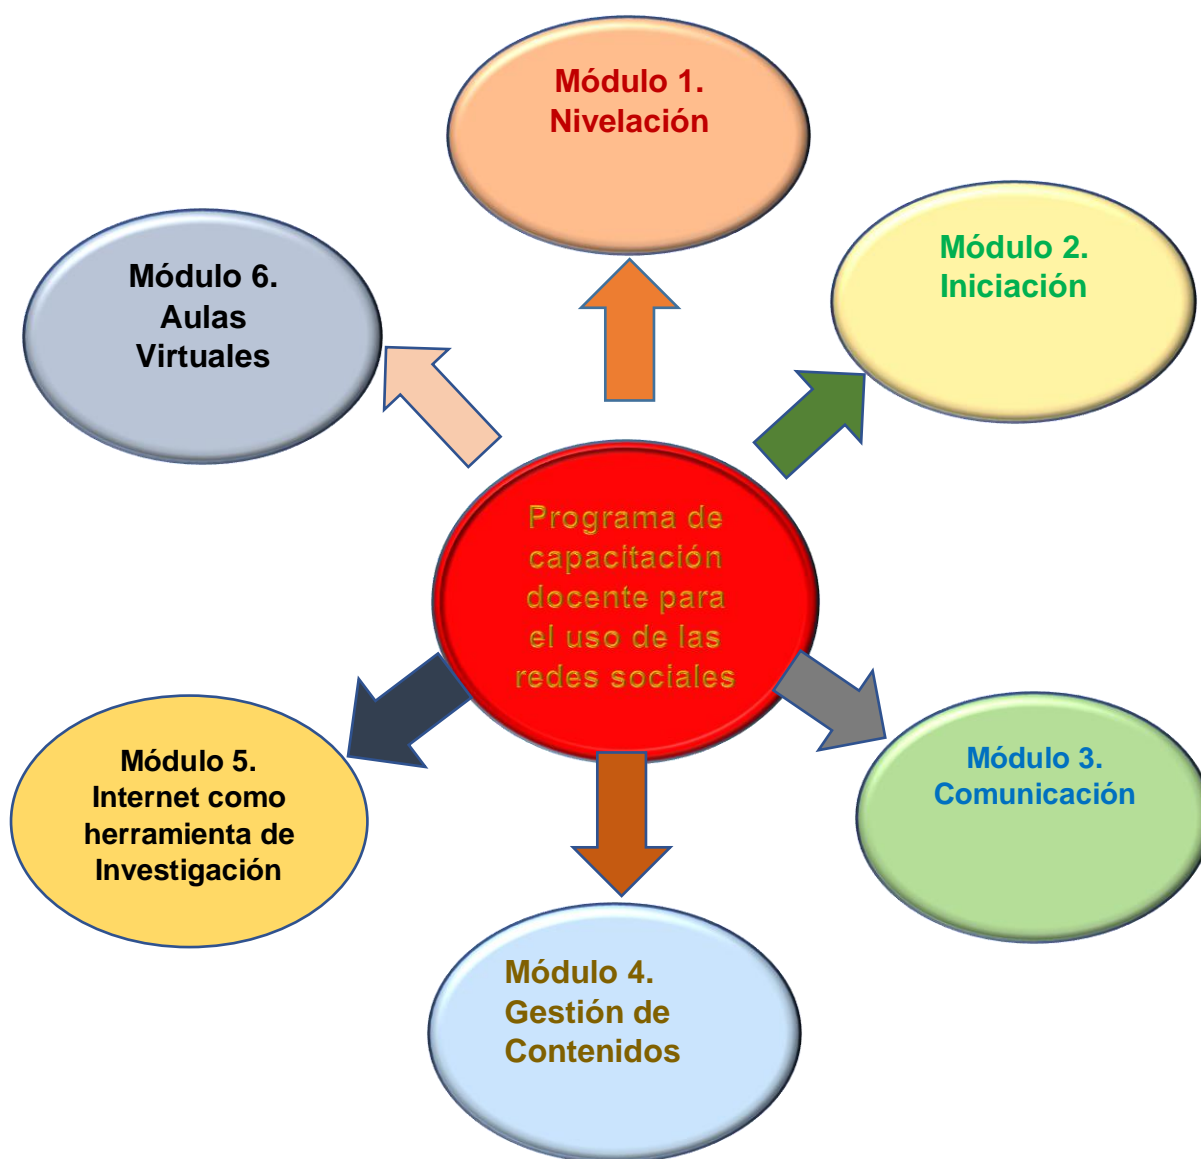 Módulo 1.
Nivelación
Módulo 2.
Iniciación
Módulo 6.
Aulas
Virtuales
Programa de
capacitación
docente para
el uso de las
redes sociales
Módulo 3.
Comunicación
Módulo 5.
Internet como
herramienta de
Investigación
Módulo 4.
Gestión de
Contenidos